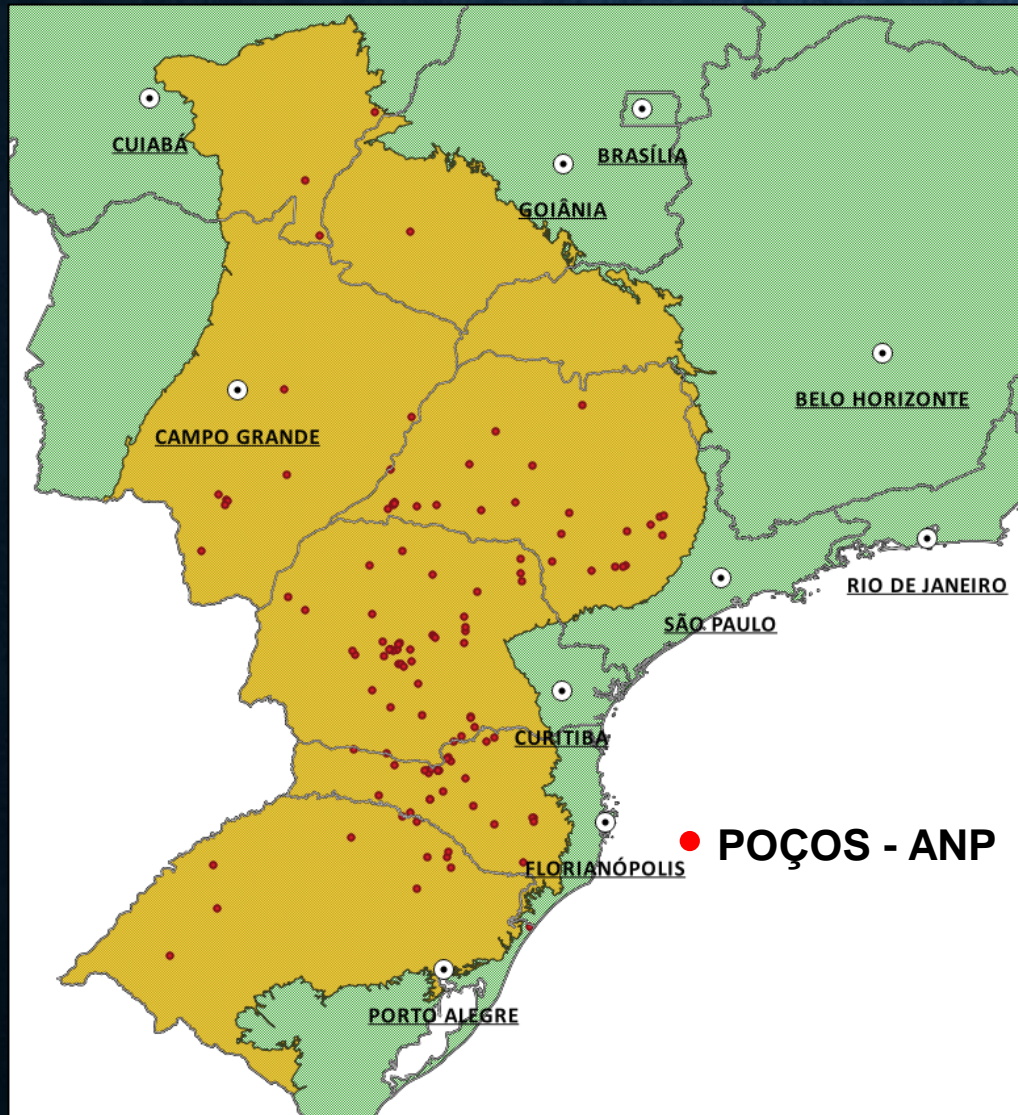 CUIABÁ
BRASÍLIA
GOIÂNIA
BELO HORIZONTE
CAMPO GRANDE
RIO DE JANEIRO
SÃO PAULO
CURITIBA
POÇOS - ANP
FLORIANÓPOLIS
PORTO ALEGRE